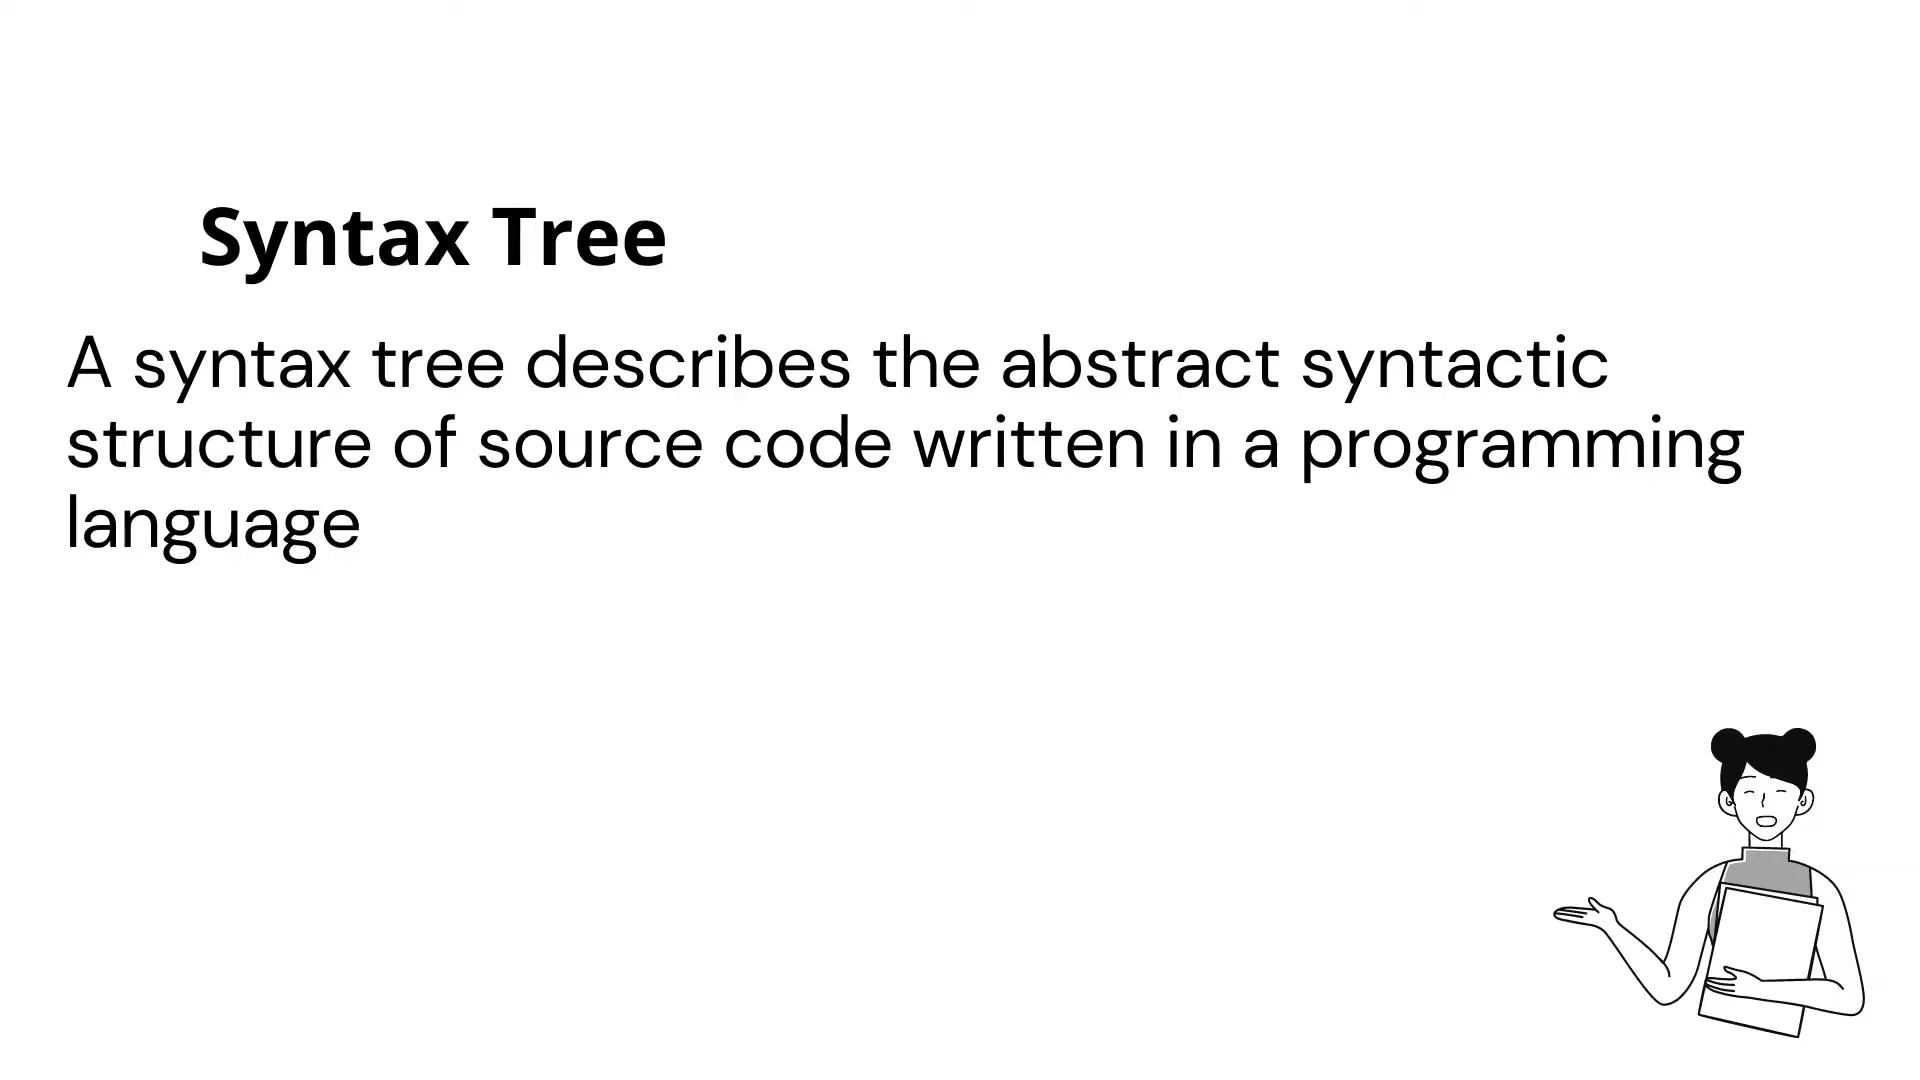 Syntax Tree
A syntax tree describes the abstract syntactic
structure of source code written in a programming
language